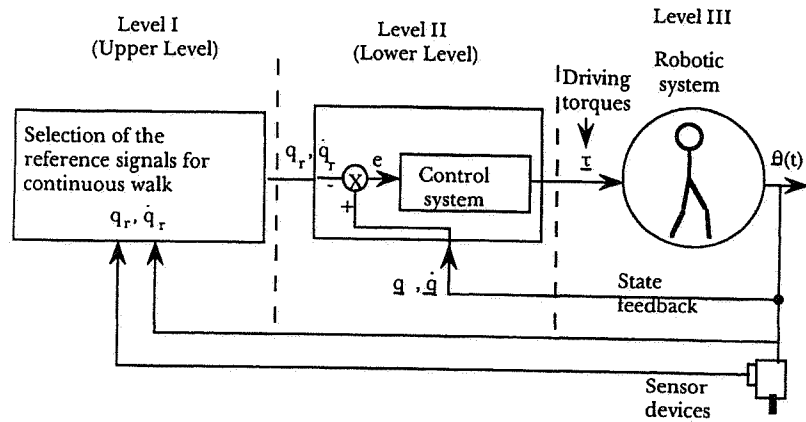 Level I
(Upper Level)
Level II
(Lower Level)
Level III
Robotic
system
Driving
torques
Selection of the
reference signals for
continuous walk
q_r, q̇_r
q_r, q̇_r
-
X
+
e
Control
system
τ
θ(t)
q, q̇
State
feedback
Sensor
devices